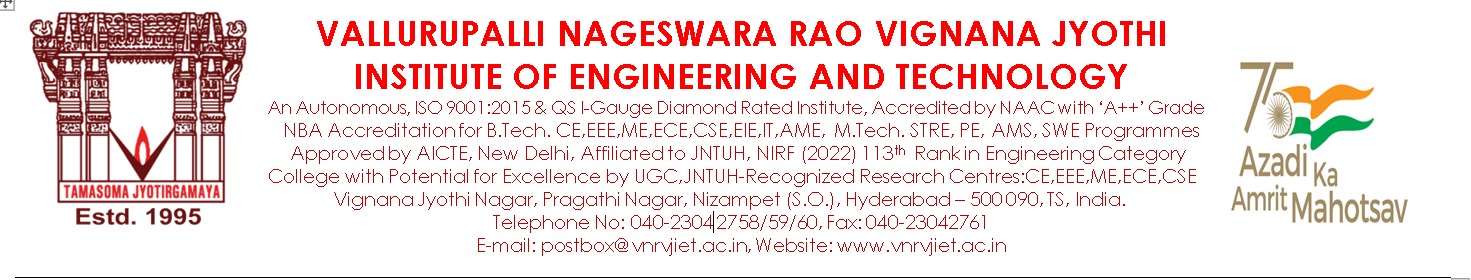 VALLURUPALLI NAGESWARA RAO VIGNANA JYOTHI
INSTITUTE OF ENGINEERING AND TECHNOLOGY
An Autonomous, ISO 9001:2015 & QS I-Gauge Diamond Rated Institute, Accredited by NAAC with ‘A++’ Grade
NBA Accreditation for B.Tech. CE,EEE,ME,ECE,CSE,EIE,IT,AME, M.Tech. STRE, PE, AMS, SWE Programmes
Approved by AICTE, New Delhi, Affiliated to JNTUH, NIRF (2022) 113th Rank in Engineering Category
College with Potential for Excellence by UGC,JNTUH-Recognized Research Centres:CE,EEE,ME,ECE,CSE
Vignana Jyothi Nagar, Pragathi Nagar, Nizampet (S.O.), Hyderabad – 500 090, TS, India.
Telephone No: 040-2304 2758/59/60, Fax: 040-23042761
E-mail: postbox@vnrvjiet.ac.in, Website: www.vnrvjiet.ac.in
TAMASOMA JYOTIRGAMAYA
Estd. 1995
75
Azadi Ka
Amrit Mahotsav